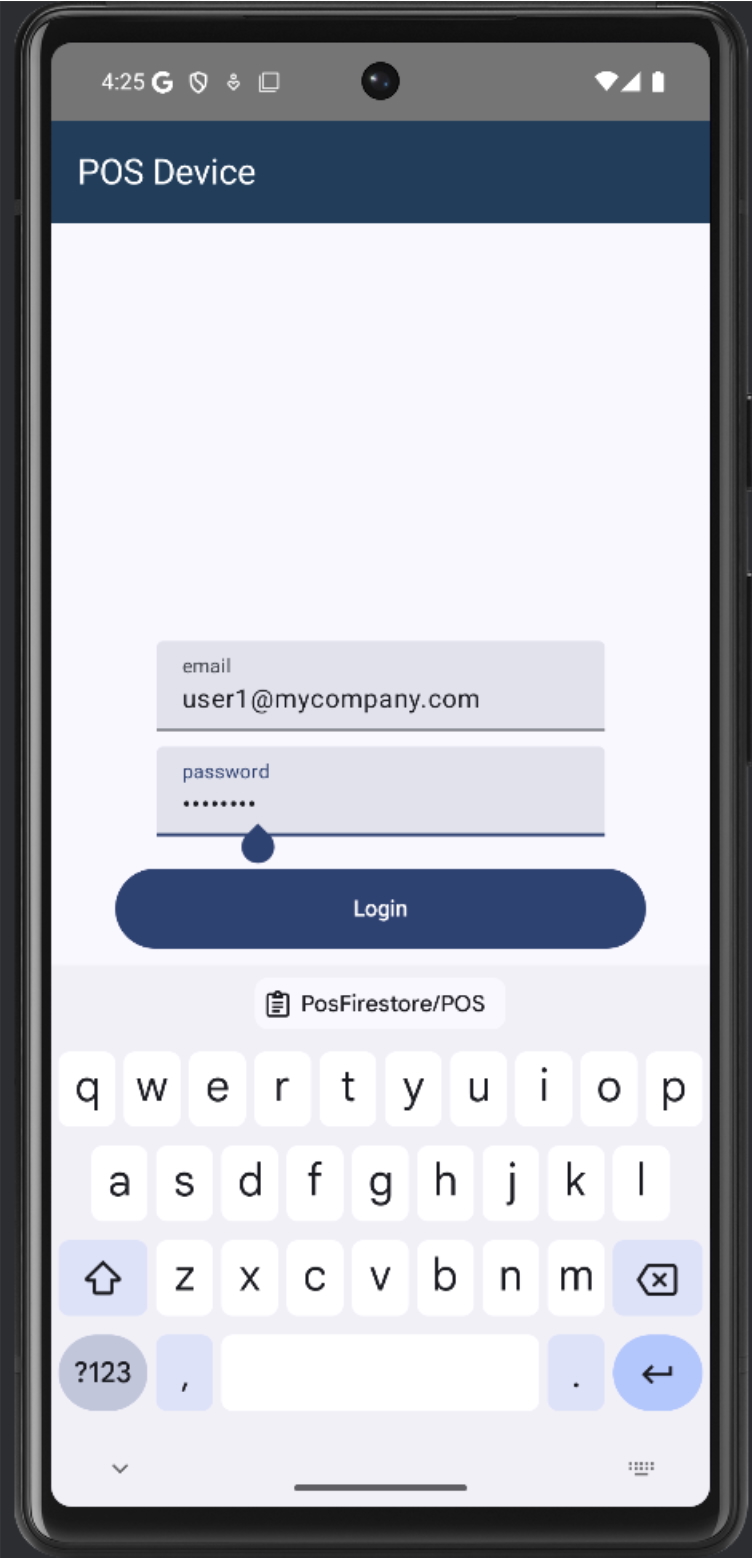 4:25
POS Device
email
user1@mycompany.com
password
••••••••
Login
PosFirestore/POS
q w e r t y u i o p
a s d f g h j k l
z x c v b n m
?123 , .